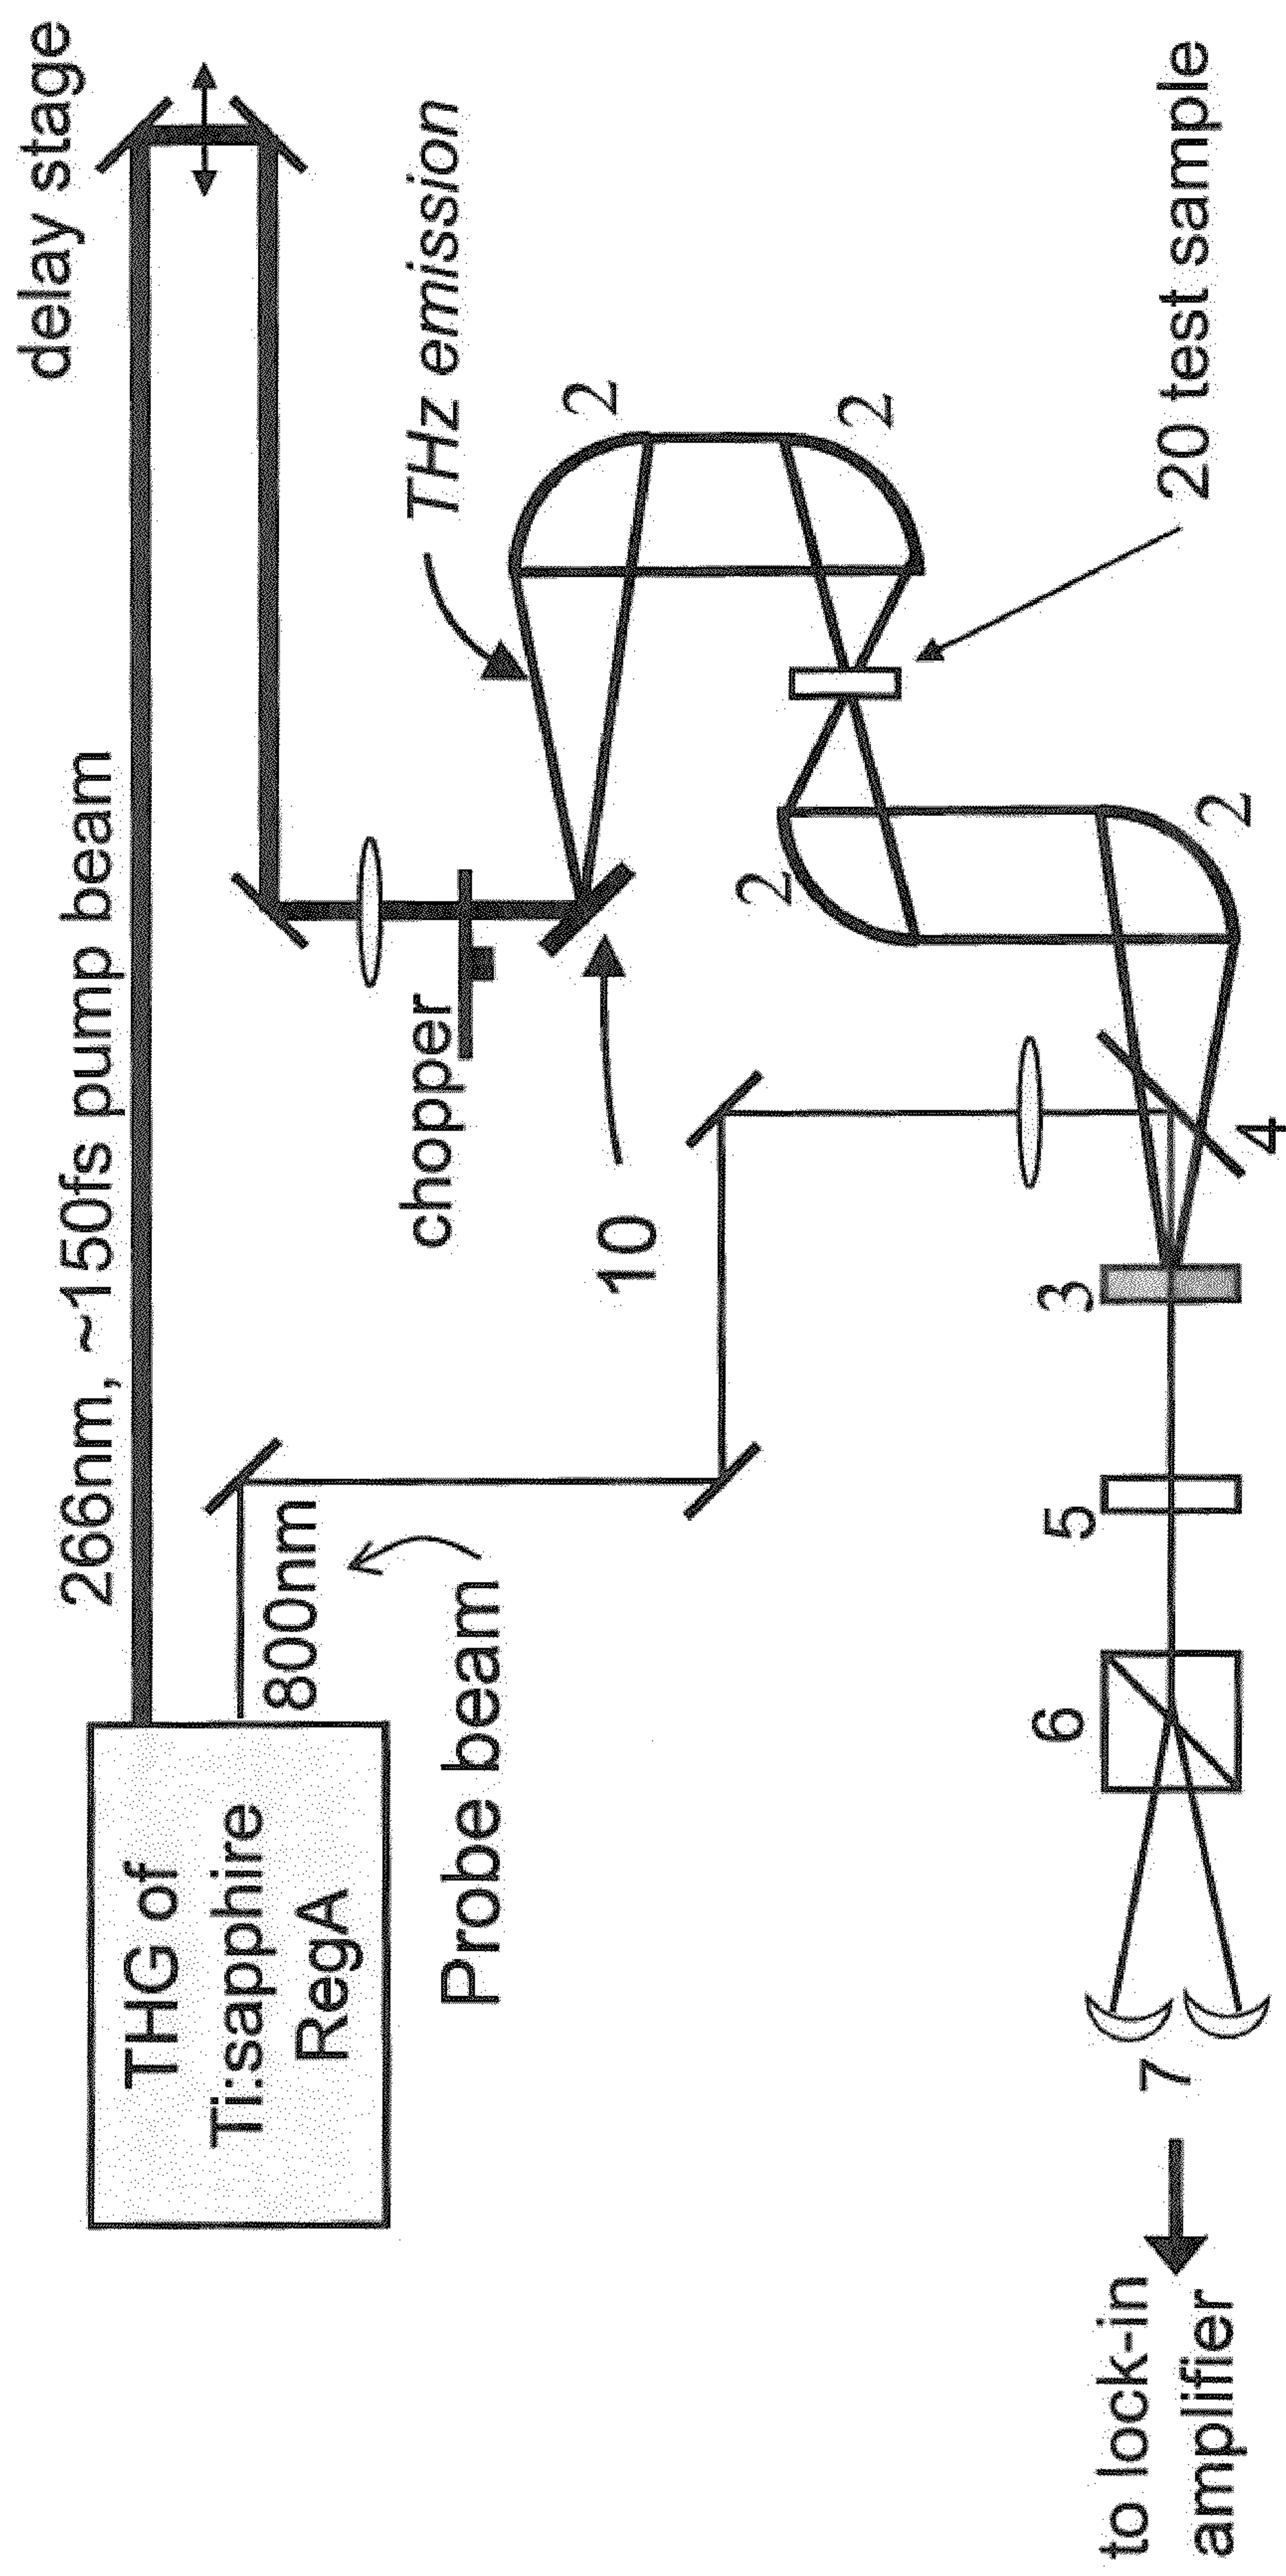 delay stage
266nm, ~150fs pump beam
THz emission
2
2
20 test sample
chopper
10
2
2
THG of
Ti:sapphire
RegA
800nm
Probe beam
3
4
5
6
7
to lock-in
amplifier